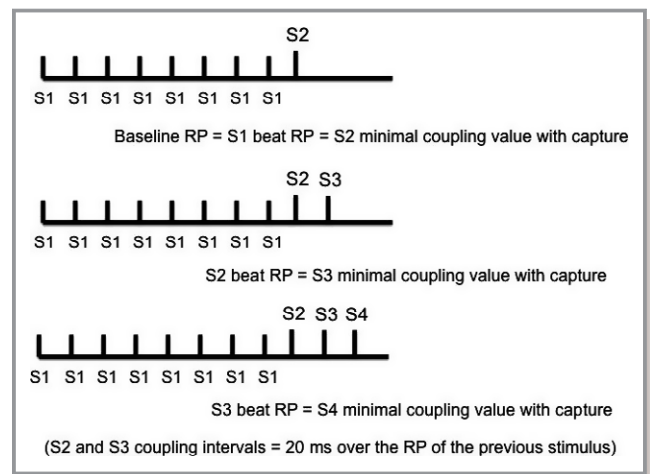 S2
S1 S1 S1 S1 S1 S1 S1 S1
Baseline RP = S1 beat RP = S2 minimal coupling value with capture
S2 S3
S1 S1 S1 S1 S1 S1 S1 S1
S2 beat RP = S3 minimal coupling value with capture
S2 S3 S4
S1 S1 S1 S1 S1 S1 S1 S1
S3 beat RP = S4 minimal coupling value with capture
(S2 and S3 coupling intervals = 20 ms over the RP of the previous stimulus)